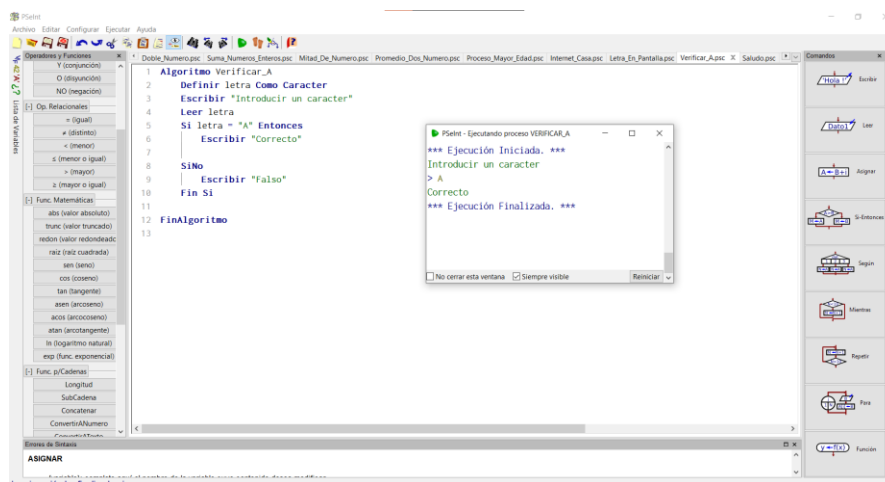 PSeInt
Archivo Editar Configurar Ejecutar Ayuda
Operadores y Funciones
Doble_Numero.psc Suma_Numeros_Enteros.psc Mitad_De_Numero.psc Promedio_Dos_Numero.psc Proceso_Mayor_Edad.psc Internet_Casa.psc Letra_En_Pantalla.psc Verificar_A.psc X Saludo.psc
Comandos
Lista de Variables
Y (conjunción)
O (disyunción)
NO (negación)
[-] Op. Relacionales
= (igual)
≠ (distinto)
< (menor)
≤ (menor o igual)
> (mayor)
≥ (mayor o igual)
[-] Func. Matemáticas
abs (valor absoluto)
trunc (valor truncado)
redon (valor redondeado
raiz (raíz cuadrada)
sen (seno)
cos (coseno)
tan (tangente)
asen (arcoseno)
acos (arcocoseno)
atan (arcotangente)
ln (logaritmo natural)
exp (func. exponencial)
[-] Func. p/Cadenas
Longitud
SubCadena
Concatenar
ConvertirANumero
ConvertirATexto
1 Algoritmo Verificar_A
2 Definir letra Como Caracter
3 Escribir "Introducir un caracter"
4 Leer letra
5 Si letra = "A" Entonces
6 Escribir "Correcto"
7
8 SiNo
9 Escribir "Falso"
10 Fin Si
11
12 FinAlgoritmo
13
PSeInt - Ejecutando proceso VERIFICAR_A
*** Ejecución Iniciada. ***
Introducir un caracter
> A
Correcto
*** Ejecución Finalizada. ***
No cerrar esta ventana Siempre visible Reiniciar
'Hola !' Escribir
Dato1 Leer
A←B+1 Asignar
Si-Entonces
Según
Mientras
Repetir
Para
y←f(x) Función
Errores de Sintaxis
ASIGNAR